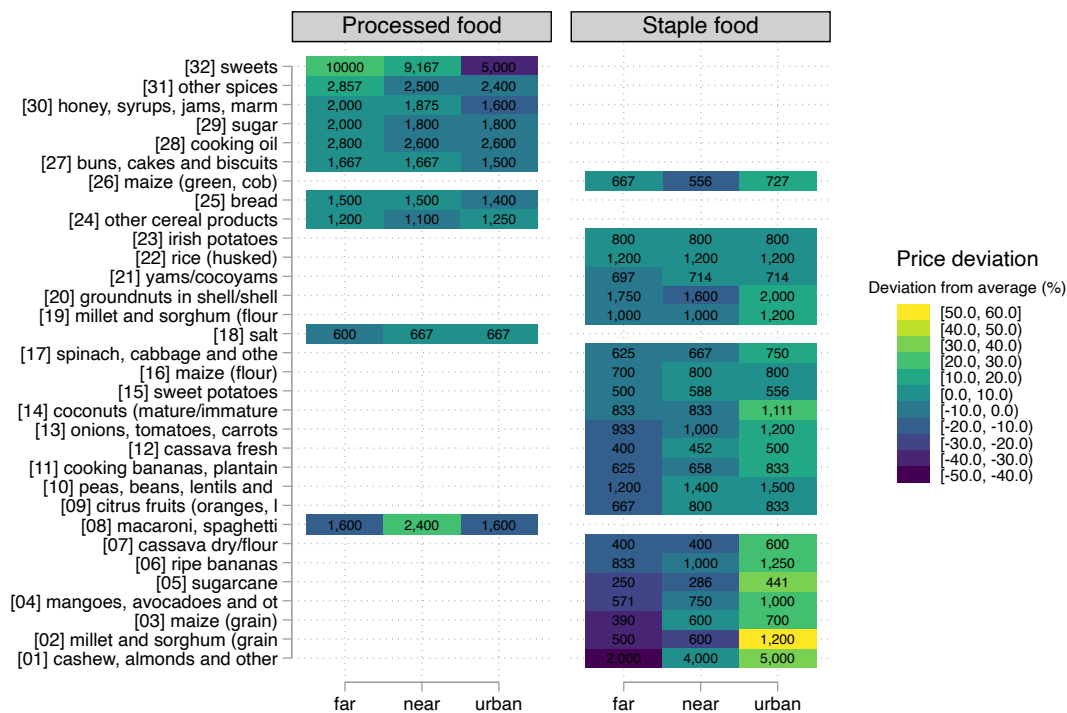 Processed food
Staple food
[32] sweets 10000 9,167 5,000
[31] other spices 2,857 2,500 2,400
[30] honey, syrups, jams, marm 2,000 1,875 1,600
[29] sugar 2,000 1,800 1,800
[28] cooking oil 2,800 2,600 2,600
[27] buns, cakes and biscuits 1,667 1,667 1,500
[26] maize (green, cob) 667 556 727
[25] bread 1,500 1,500 1,400
[24] other cereal products 1,200 1,100 1,250
[23] irish potatoes 800 800 800
[22] rice (husked) 1,200 1,200 1,200
[21] yams/cocoyams 697 714 714
[20] groundnuts in shell/shell 1,750 1,600 2,000
[19] millet and sorghum (flour 1,000 1,000 1,200
[18] salt 600 667 667
[17] spinach, cabbage and othe 625 667 750
[16] maize (flour) 700 800 800
[15] sweet potatoes 500 588 556
[14] coconuts (mature/immature 833 833 1,111
[13] onions, tomatoes, carrots 933 1,000 1,200
[12] cassava fresh 400 452 500
[11] cooking bananas, plantain 625 658 833
[10] peas, beans, lentils and 1,200 1,400 1,500
[09] citrus fruits (oranges, l 667 800 833
[08] macaroni, spaghetti 1,600 2,400 1,600
[07] cassava dry/flour 400 400 600
[06] ripe bananas 833 1,000 1,250
[05] sugarcane 250 286 441
[04] mangoes, avocadoes and ot 571 750 1,000
[03] maize (grain) 390 600 700
[02] millet and sorghum (grain 500 600 1,200
[01] cashew, almonds and other 2,000 4,000 5,000
far near urban
far near urban
Price deviation
Deviation from average (%)
[50.0, 60.0]
[40.0, 50.0)
[30.0, 40.0)
[20.0, 30.0)
[10.0, 20.0)
[0.0, 10.0)
[-10.0, 0.0)
[-20.0, -10.0)
[-30.0, -20.0)
[-40.0, -30.0)
[-50.0, -40.0)